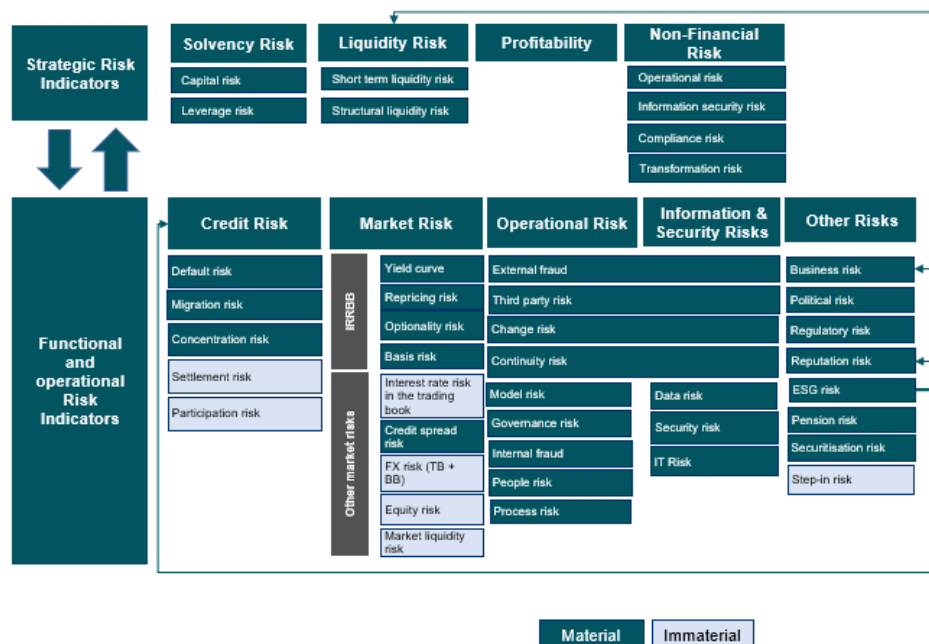 Strategic Risk
Indicators
Solvency Risk
Capital risk
Leverage risk
Liquidity Risk
Short term liquidity risk
Structural liquidity risk
Profitability
Non-Financial
Risk
Operational risk
Information security risk
Compliance risk
Transformation risk
Functional
and
operational
Risk
Indicators
Credit Risk
Default risk
Migration risk
Concentration risk
Settlement risk
Participation risk
Market Risk
IRRBB
Yield curve
Repricing risk
Optionality risk
Basis risk
Other market risks
Interest rate risk
in the trading
book
Credit spread
risk
FX risk (TB +
BB)
Equity risk
Market liquidity
risk
Operational Risk
External fraud
Third party risk
Change risk
Continuity risk
Model risk
Governance risk
Internal fraud
People risk
Process risk
Information &
Security Risks
Data risk
Security risk
IT Risk
Other Risks
Business risk
Political risk
Regulatory risk
Reputation risk
ESG risk
Pension risk
Securitisation risk
Step-in risk
Material
Immaterial